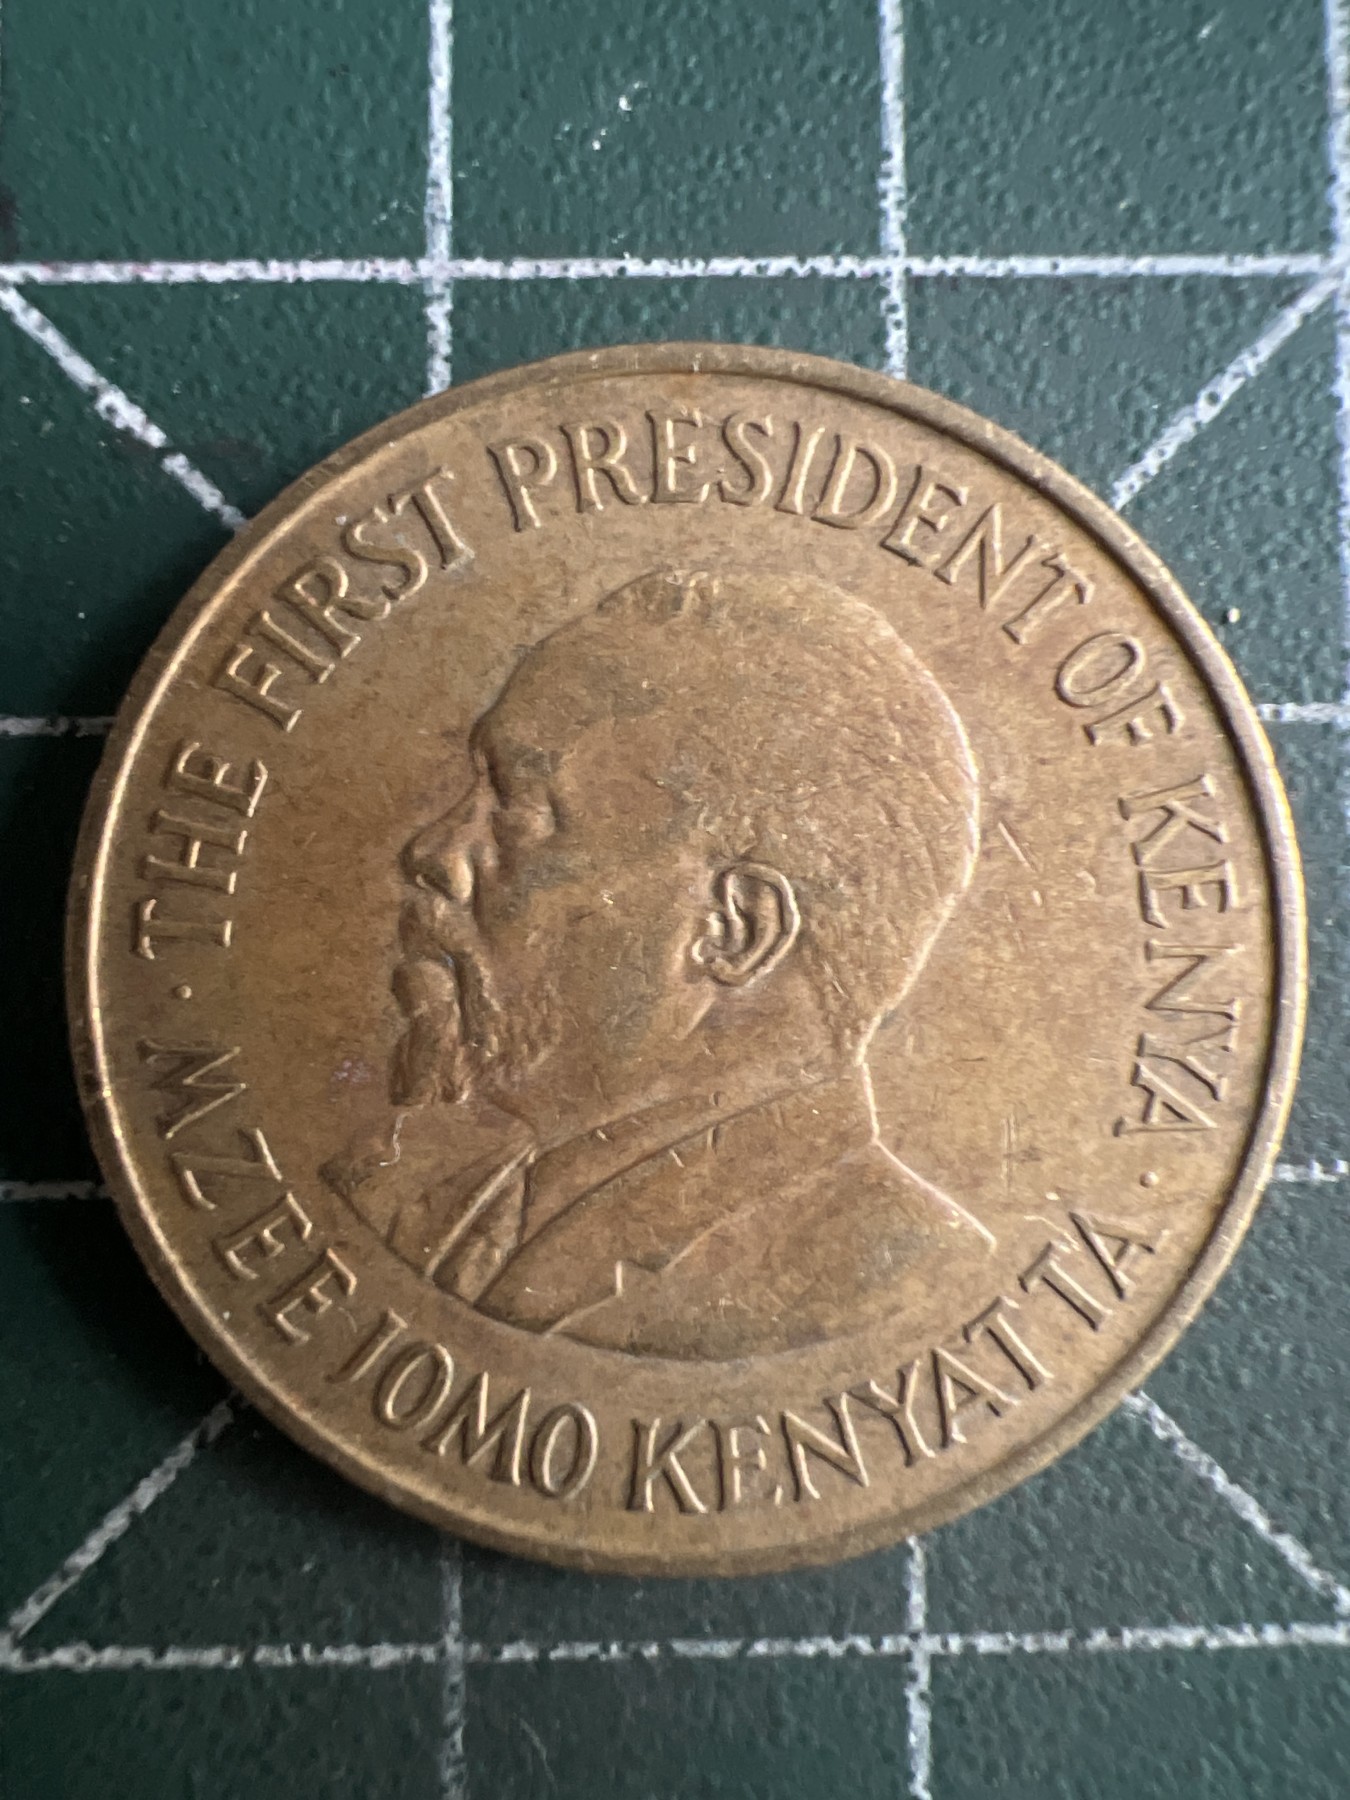 THE FIRST PRESIDENT OF KENYA ·
MZEE JOMO KENYATTA ·